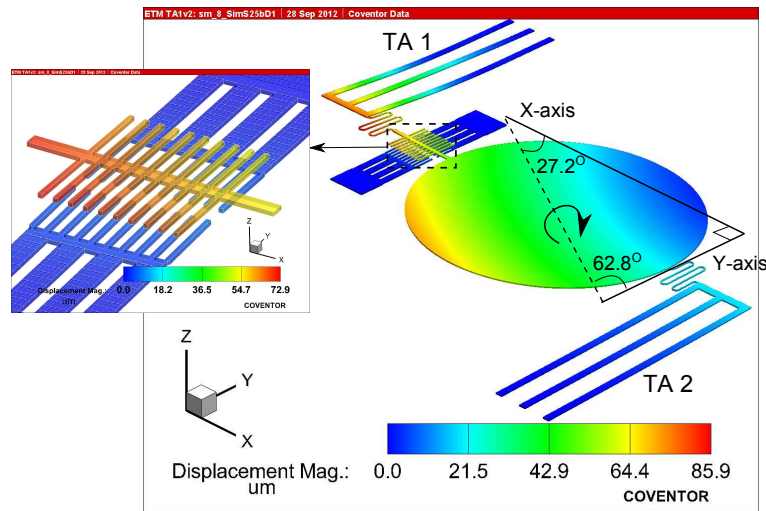 ETM TA1v2: sm_8_SimS25bD1 28 Sep 2012 Coventor Data
TA 1
X-axis
27.2O
62.8O
Y-axis
TA 2
Z
Y
X
Displacement Mag.: 0.0 21.5 42.9 64.4 85.9
um
COVENTOR
ETM TA1v2: sm_8_SimS25bD1 28 Sep 2012 Coventor Data
Z
Y
X
Displacement Mag.: 0.0 18.2 36.5 54.7 72.9
um
COVENTOR